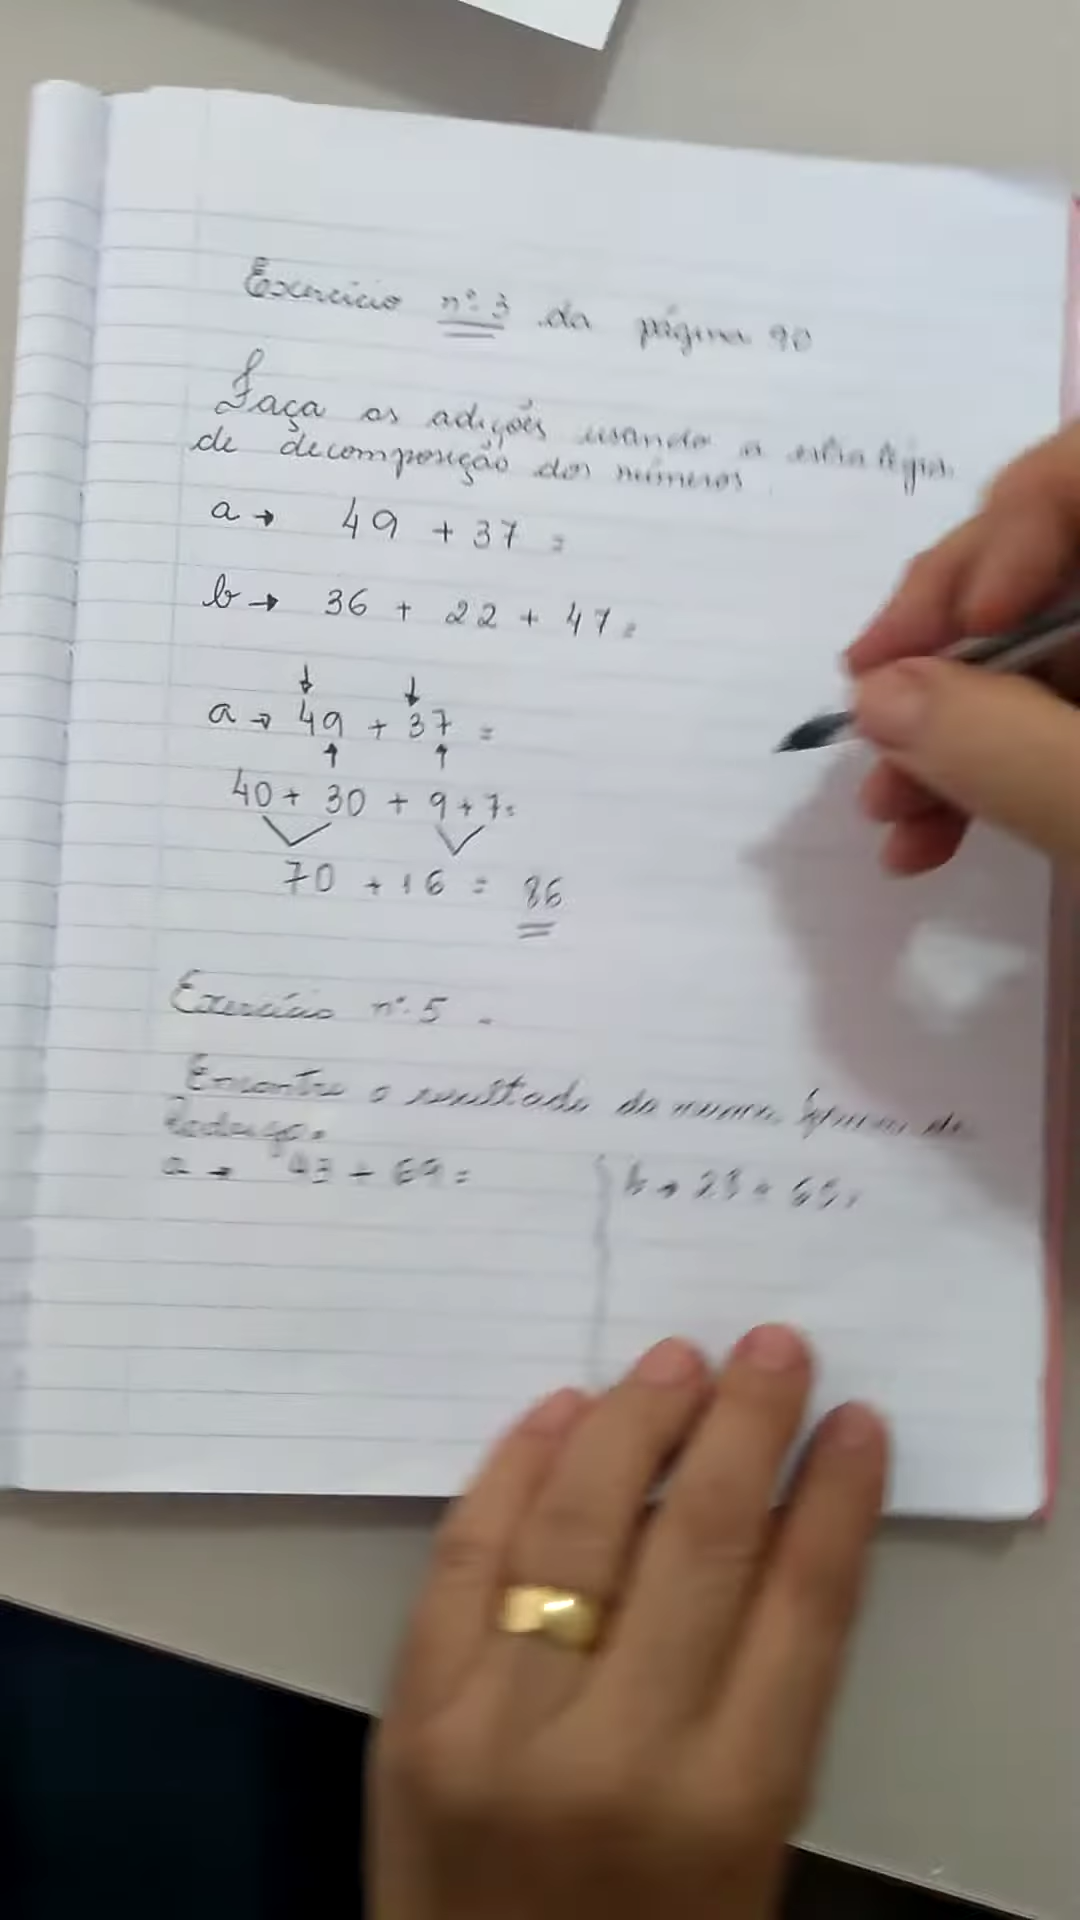 Exercício nº 3 da página 90
Faça as adições usando a estratégia
de decomposição dos números.
a → 49 + 37 =
b → 36 + 22 + 47 =
↓ ↓
a → 49 + 37 =
↑ ↑
40 + 30 + 9 + 7 =
70 + 16 = 86
Exercício nº 5
Encontre o resultado da mesma de
Rodrigo.
a → 43 + 69 =
b →